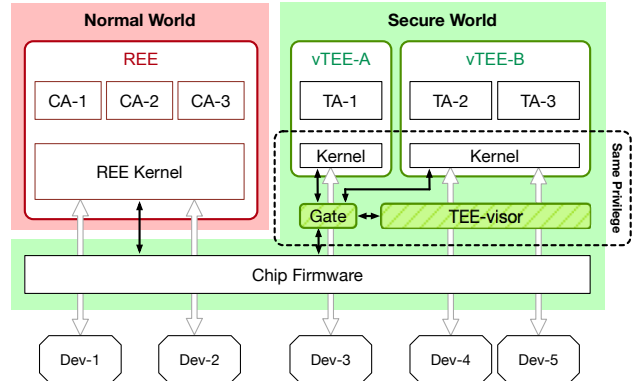 Normal World
Secure World
REE
vTEE-A
vTEE-B
CA-1
CA-2
CA-3
TA-1
TA-2
TA-3
REE Kernel
Kernel
Kernel
Same Privilege
Gate
TEE-visor
Chip Firmware
Dev-1
Dev-2
Dev-3
Dev-4
Dev-5